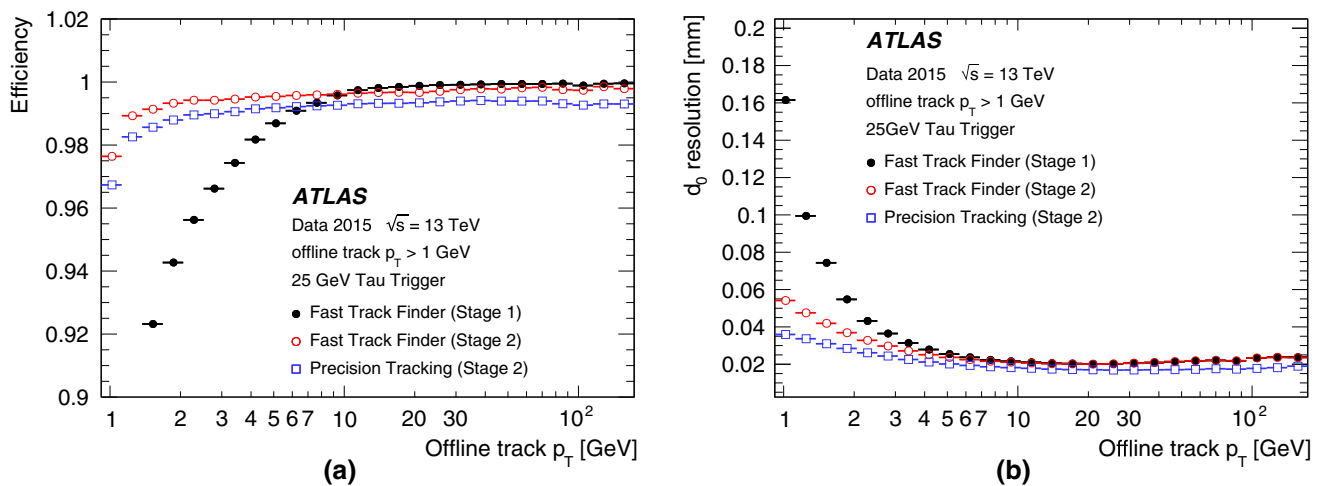 Efficiency
1.02
1
0.98
0.96
0.94
0.92
0.9
ATLAS
Data 2015 √s = 13 TeV
offline track p_T > 1 GeV
25 GeV Tau Trigger
Fast Track Finder (Stage 1)
Fast Track Finder (Stage 2)
Precision Tracking (Stage 2)
1 2 3 4 5 6 7 10 20 30 10²
Offline track p_T [GeV]
(a)
d₀ resolution [mm]
0.2
0.18
0.16
0.14
0.12
0.1
0.08
0.06
0.04
0.02
ATLAS
Data 2015 √s = 13 TeV
offline track p_T > 1 GeV
25GeV Tau Trigger
Fast Track Finder (Stage 1)
Fast Track Finder (Stage 2)
Precision Tracking (Stage 2)
1 2 3 4 5 6 7 10 20 30 10²
Offline track p_T [GeV]
(b)